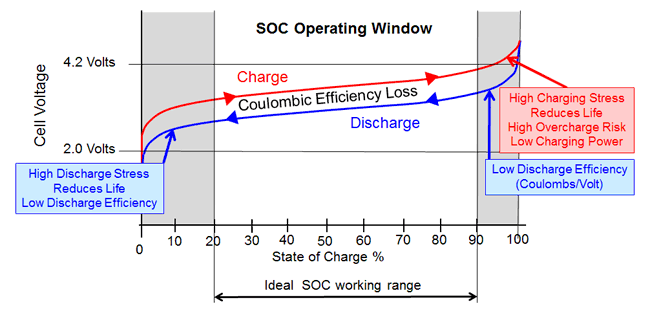 SOC Operating Window
Cell Voltage
4.2 Volts
2.0 Volts
Charge
Coulombic Efficiency Loss
Discharge
High Charging Stress
Reduces Life
High Overcharge Risk
Low Charging Power
High Discharge Stress
Reduces Life
Low Discharge Efficiency
Low Discharge Efficiency
(Coulombs/Volt)
0 10 20 30 40 50 60 70 80 90 100
State of Charge %
Ideal SOC working range